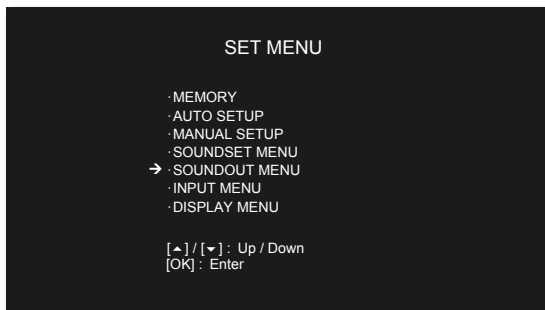 SET MENU
·MEMORY
·AUTO SETUP
·MANUAL SETUP
·SOUNDSET MENU
➔ ·SOUNDOUT MENU
·INPUT MENU
·DISPLAY MENU
[▲] / [▼] : Up / Down
[OK] : Enter